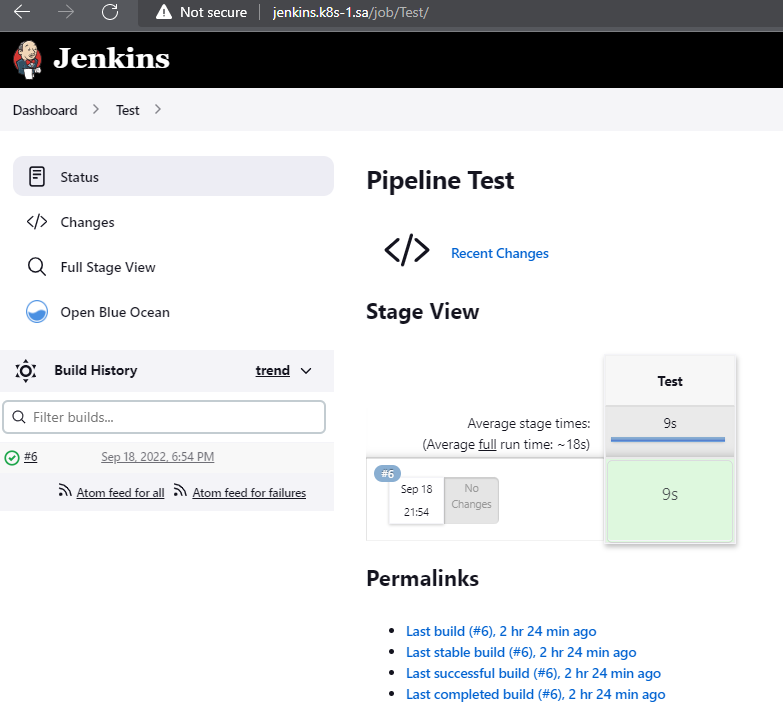 Not secure | jenkins.k8s-1.sa/job/Test/
Jenkins
Dashboard > Test >
Status
Changes
Full Stage View
Open Blue Ocean
Build History trend
Filter builds...
#6 Sep 18, 2022, 6:54 PM
Atom feed for all Atom feed for failures
Pipeline Test
</> Recent Changes
Stage View
Test
Average stage times: 9s
(Average full run time: ~18s)
#6
Sep 18
21:54
No
Changes
9s
Permalinks
• Last build (#6), 2 hr 24 min ago
• Last stable build (#6), 2 hr 24 min ago
• Last successful build (#6), 2 hr 24 min ago
• Last completed build (#6), 2 hr 24 min ago